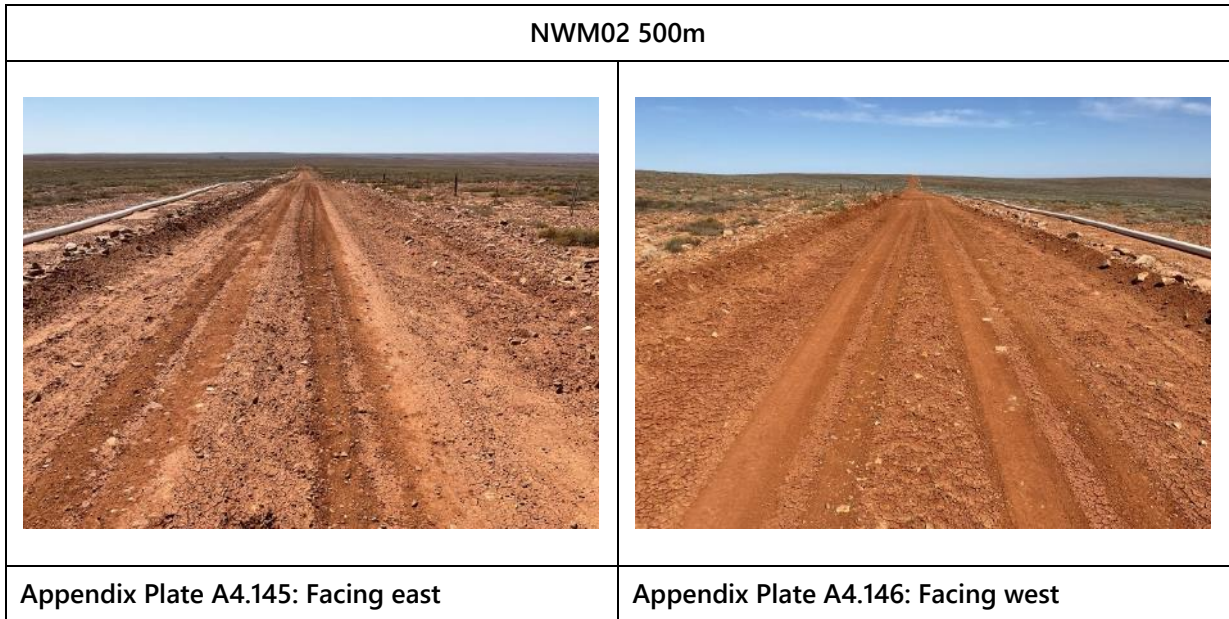 NWM02 500m
Appendix Plate A4.145: Facing east
Appendix Plate A4.146: Facing west